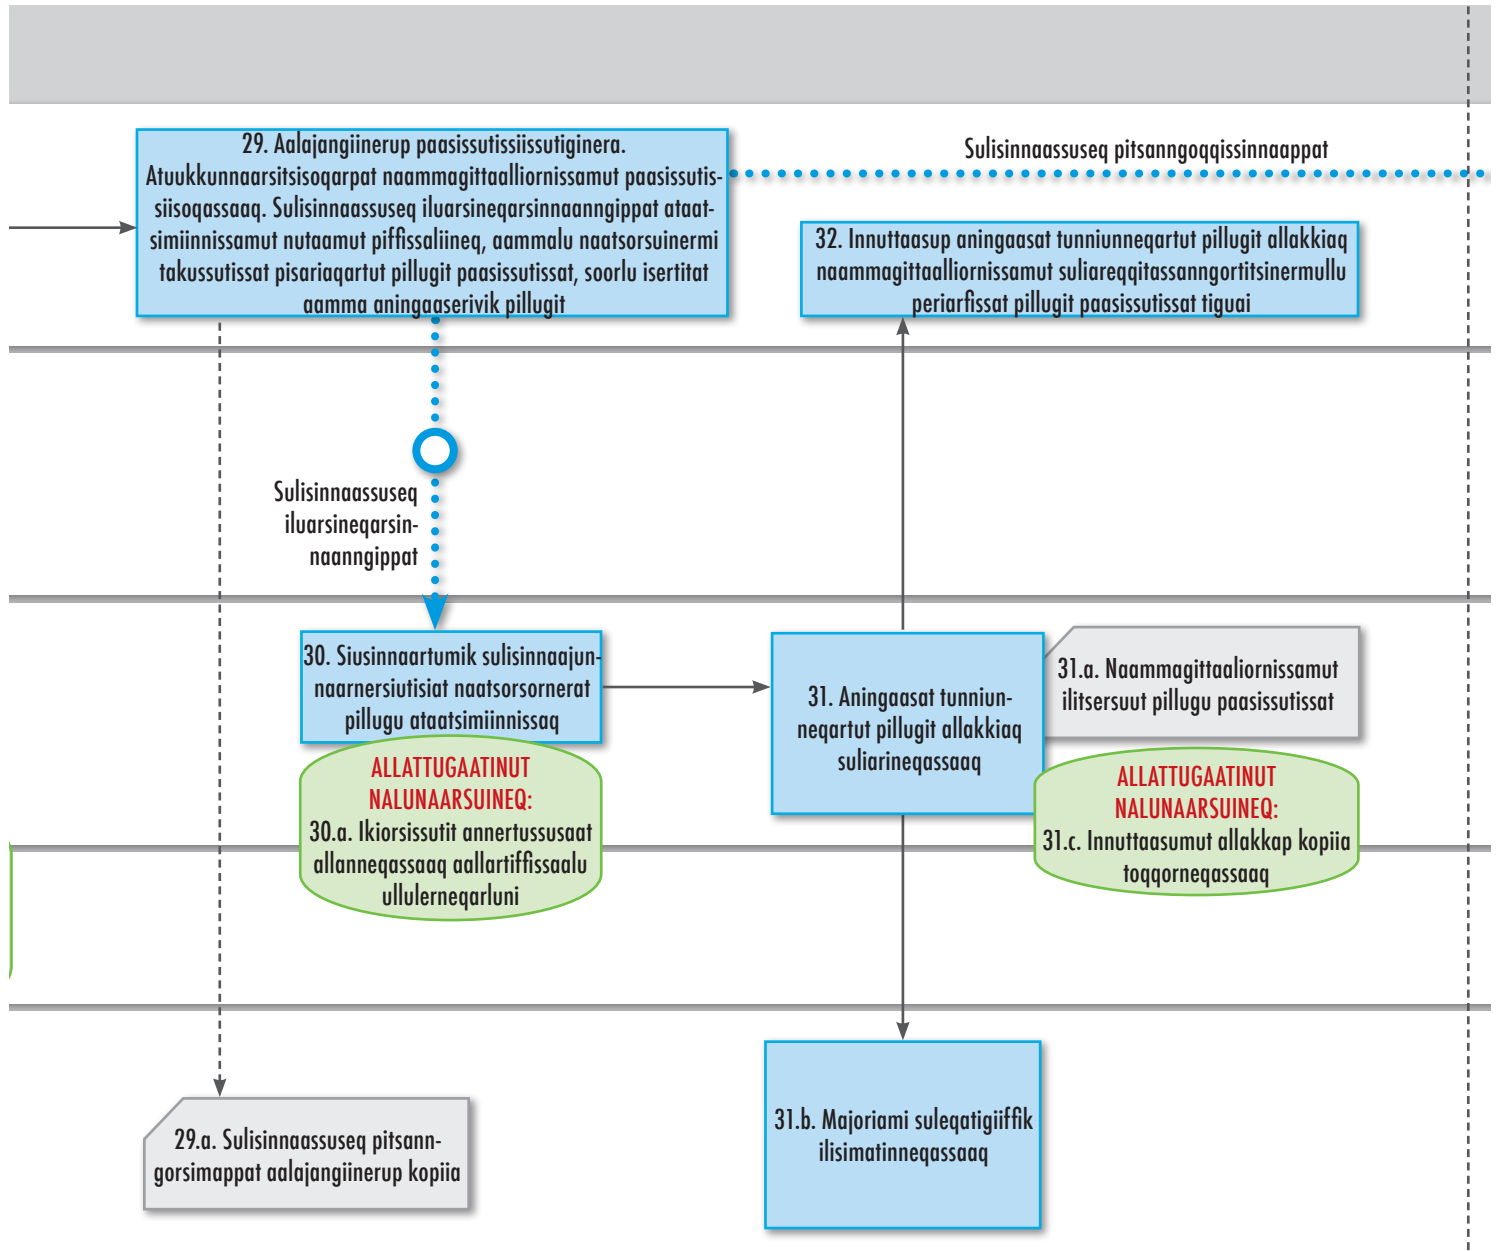 29. Aalajangiinerup paasissutissiissutiginera.
Atuukkunnaarsitsisoqarpat naammagittaalliornissamut paasissutis-
siisoqassaaq. Sulisinnaassuseq iluarsineqarsinnaanngippat ataat-
simiinnissamut nutaamut piffissaliineq, aammalu naatsorsuinermi
takussutissat pisariaqartut pillugit paasissutissat, soorlu isertitat
aamma aningaaserivik pillugit
Sulisinnaassuseq pitsanngoqqissinnaappat
32. Innuttaasup aningaasat tunniunneqartut pillugit allakkiaq
naammagittaalliornissamut suliareqqitassanngortitsinermullu
periarfissat pillugit paasissutissat tiguai
Sulisinnaassuseq
iluarsineqarsin-
naanngippat
30. Siusinnaartumik sulisinnaajun-
naarnersiutisiat naatsorsornerat
pillugu ataatsimiinnissaq
ALLATTUGAATINUT
NALUNAARSUINEQ:
30.a. Ikiorsissutit annertussusaat
allanneqassaaq aallartiffissaalu
ullulerneqarluni
31. Aningaasat tunniun-
neqartut pillugit allakkiaq
suliarineqassaaq
31.a. Naammagittaaliornissamut
ilitsersuut pillugu paasissutissat
ALLATTUGAATINUT
NALUNAARSUINEQ:
31.c. Innuttaasumut allakkap kopiia
toqqorneqassaaq
29.a. Sulisinnaassuseq pitsann-
gorsimappat aalajangiinerup kopiia
31.b. Majoriami suleqatigiiffik
ilisimatinneqassaaq